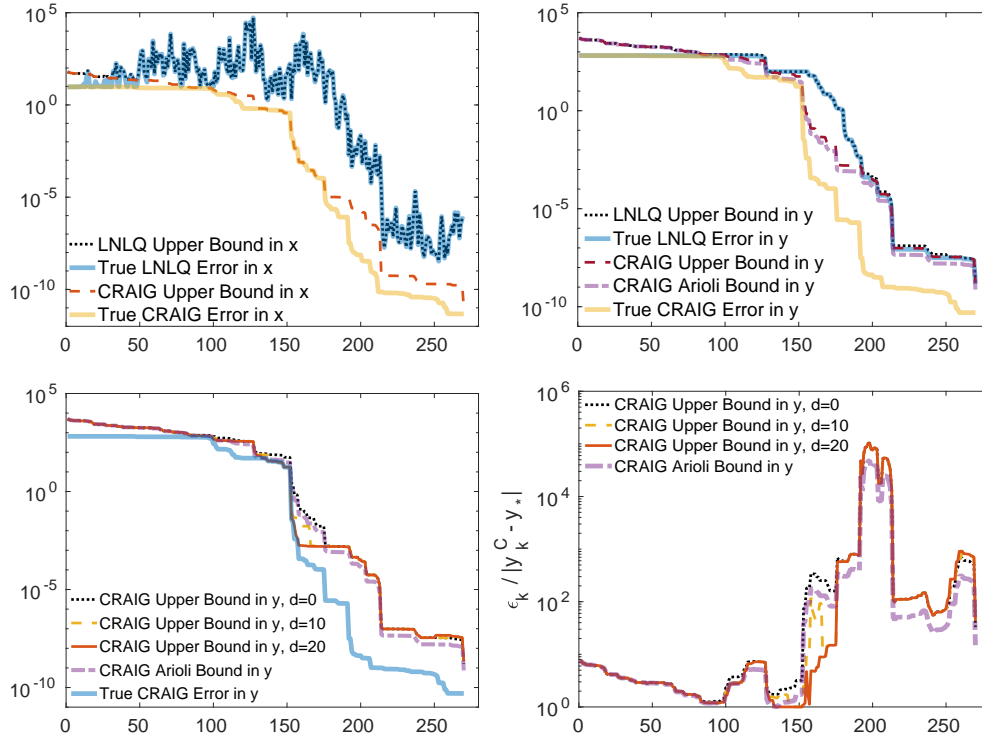 10^5
10^0
10^-5
10^-10
LNLQ Upper Bound in x
True LNLQ Error in x
CRAIG Upper Bound in x
True CRAIG Error in x
0 50 100 150 200 250
10^5
10^0
10^-5
10^-10
LNLQ Upper Bound in y
True LNLQ Error in y
CRAIG Upper Bound in y
CRAIG Arioli Bound in y
True CRAIG Error in y
0 50 100 150 200 250
10^5
10^0
10^-5
10^-10
CRAIG Upper Bound in y, d=0
CRAIG Upper Bound in y, d=10
CRAIG Upper Bound in y, d=20
CRAIG Arioli Bound in y
True CRAIG Error in y
0 50 100 150 200 250
ϵ_k / |y_k^C - y_*|
10^6
10^4
10^2
10^0
CRAIG Upper Bound in y, d=0
CRAIG Upper Bound in y, d=10
CRAIG Upper Bound in y, d=20
CRAIG Arioli Bound in y
0 50 100 150 200 250